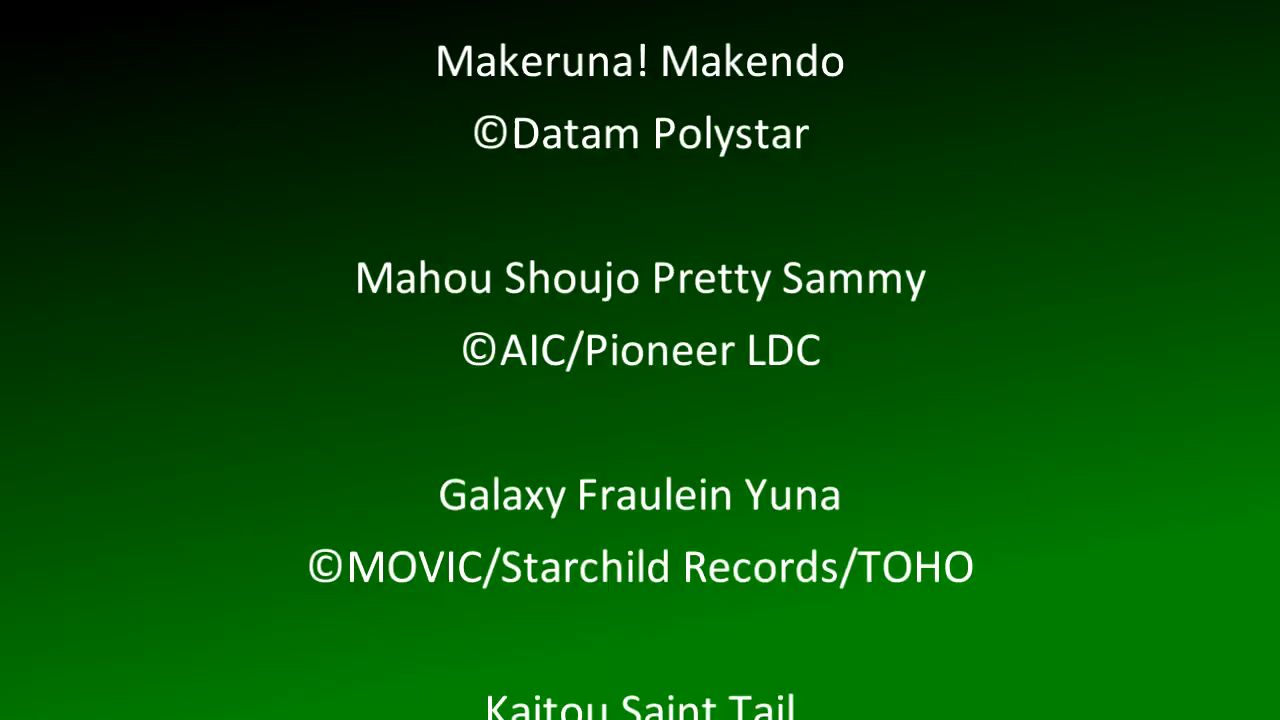 Makeruna! Makendo
©Datam Polystar
Mahou Shoujo Pretty Sammy
©AIC/Pioneer LDC
Galaxy Fraulein Yuna
©MOVIC/Starchild Records/TOHO
Kaitou Saint Tail